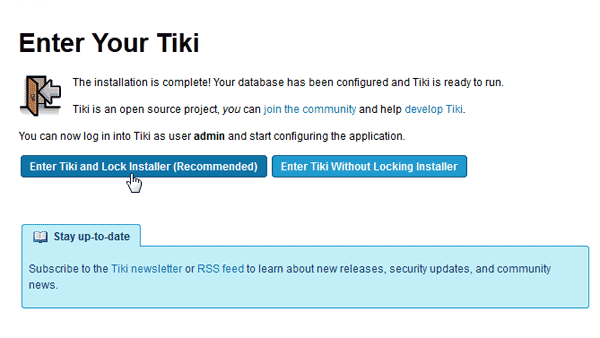 Enter Your Tiki
The installation is complete! Your database has been configured and Tiki is ready to run.
Tiki is an open source project, you can join the community and help develop Tiki.
You can now log in into Tiki as user admin and start configuring the application.
Enter Tiki and Lock Installer (Recommended) Enter Tiki Without Locking Installer
Stay up-to-date
Subscribe to the Tiki newsletter or RSS feed to learn about new releases, security updates, and community
news.